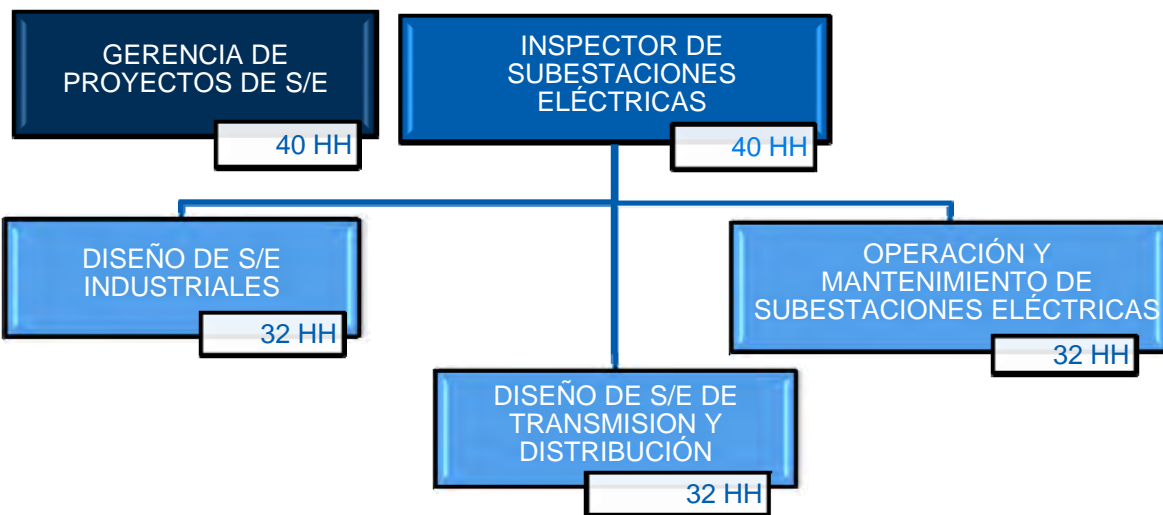 GERENCIA DE
PROYECTOS DE S/E
40 HH
INSPECTOR DE
SUBESTACIONES
ELÉCTRICAS
40 HH
DISEÑO DE S/E
INDUSTRIALES
32 HH
OPERACIÓN Y
MANTENIMIENTO DE
SUBESTACIONES ELÉCTRICAS
32 HH
DISEÑO DE S/E DE
TRANSMISION Y
DISTRIBUCIÓN
32 HH